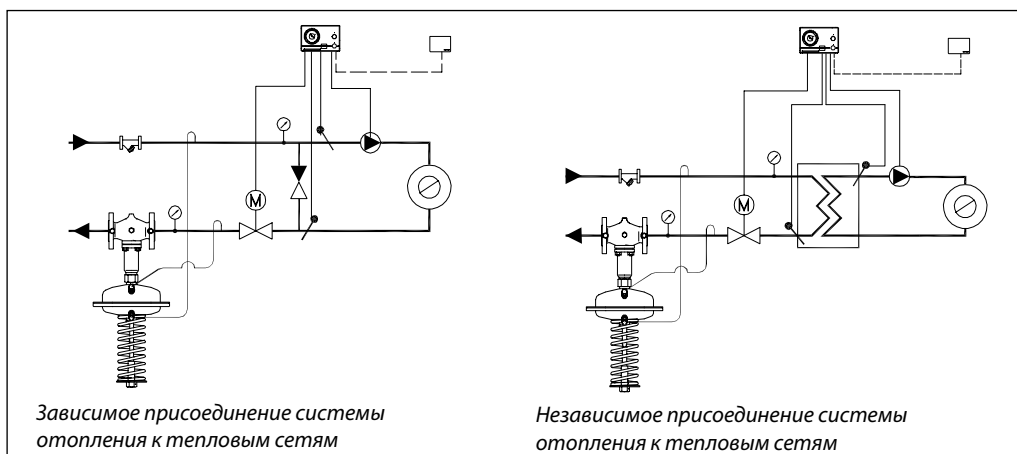 M
M
Зависимое присоединение системы
отопления к тепловым сетям
Независимое присоединение системы
отопления к тепловым сетям